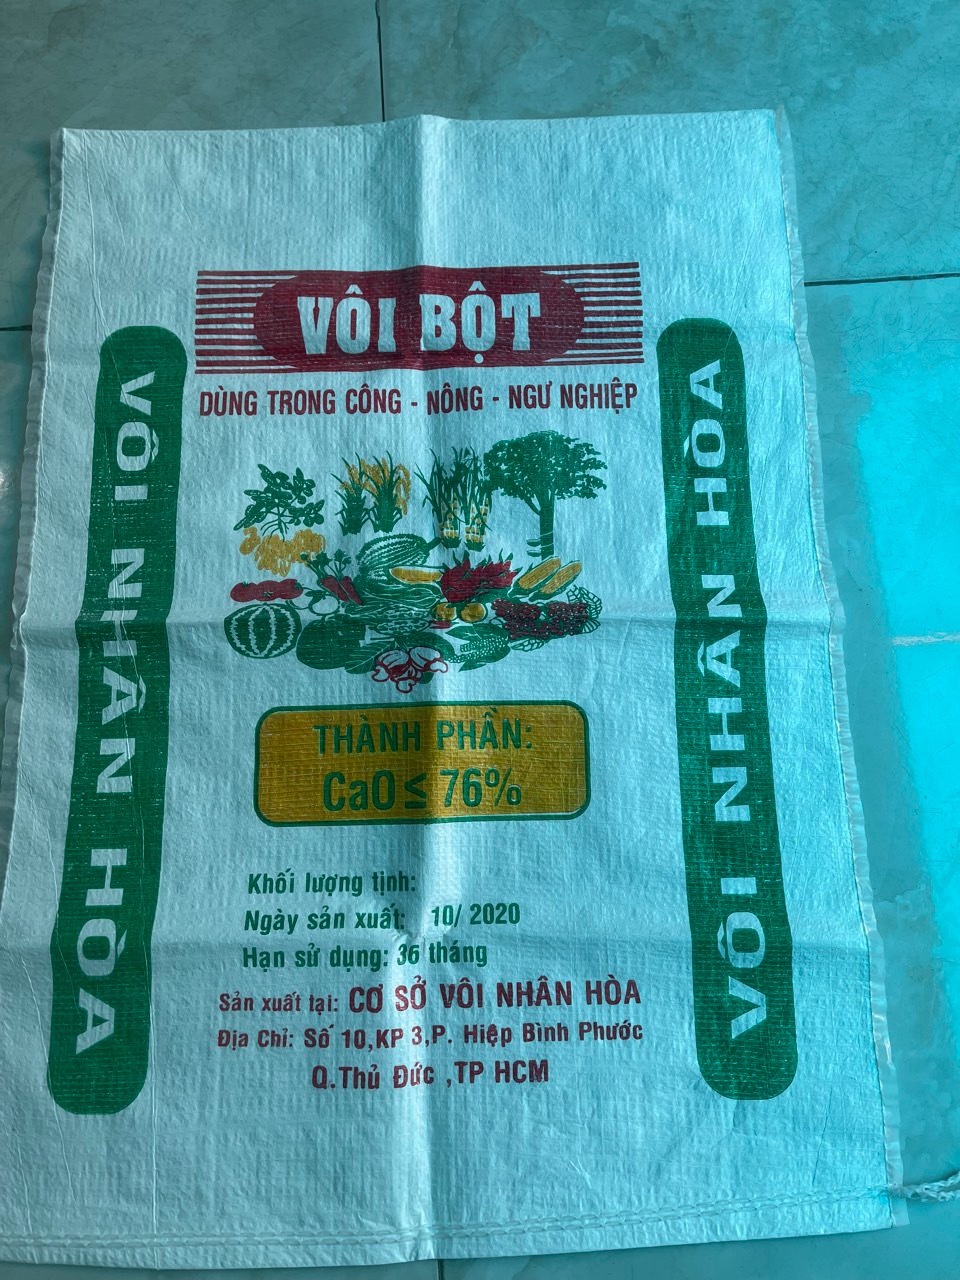 VÔI BỘT
DÙNG TRONG CÔNG - NÔNG - NGƯ NGHIỆP
VÔI NHÂN HÒA
VÔI NHÂN HÒA
THÀNH PHẦN:
CaO ≤ 76%
Khối lượng tịnh:
Ngày sản xuất: 10/ 2020
Hạn sử dụng: 36 tháng
Sản xuất tại: CƠ SỞ VÔI NHÂN HÒA
Địa Chỉ: Số 10,KP 3,P. Hiệp Bình Phước
Q.Thủ Đức ,TP HCM